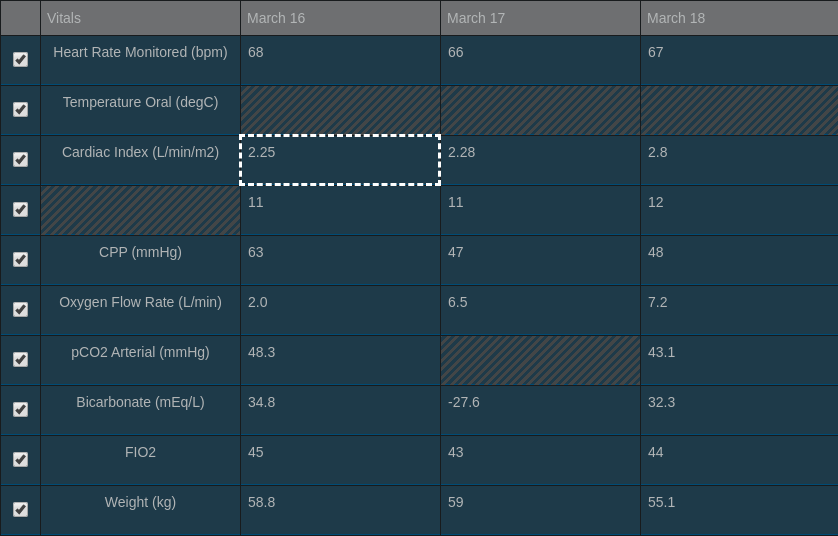 Vitals March 16 March 17 March 18
Heart Rate Monitored (bpm) 68 66 67
Temperature Oral (degC)
Cardiac Index (L/min/m2) 2.25 2.28 2.8
11 11 12
CPP (mmHg) 63 47 48
Oxygen Flow Rate (L/min) 2.0 6.5 7.2
pCO2 Arterial (mmHg) 48.3 43.1
Bicarbonate (mEq/L) 34.8 -27.6 32.3
FIO2 45 43 44
Weight (kg) 58.8 59 55.1